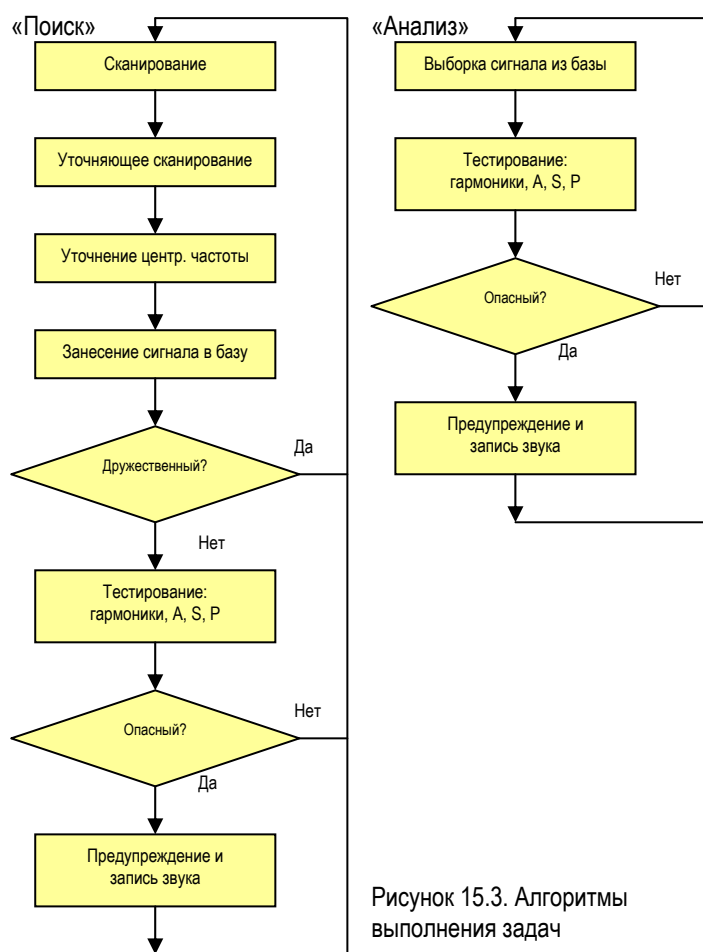 «Поиск»
Сканирование
Уточняющее сканирование
Уточнение центр. частоты
Занесение сигнала в базу
Дружественный?
Да
Нет
Тестирование:
гармоники, A, S, P
Опасный?
Нет
Да
Предупреждение и
запись звука
«Анализ»
Выборка сигнала из базы
Тестирование:
гармоники, A, S, P
Опасный?
Нет
Да
Предупреждение и
запись звука
Рисунок 15.3. Алгоритмы
выполнения задач